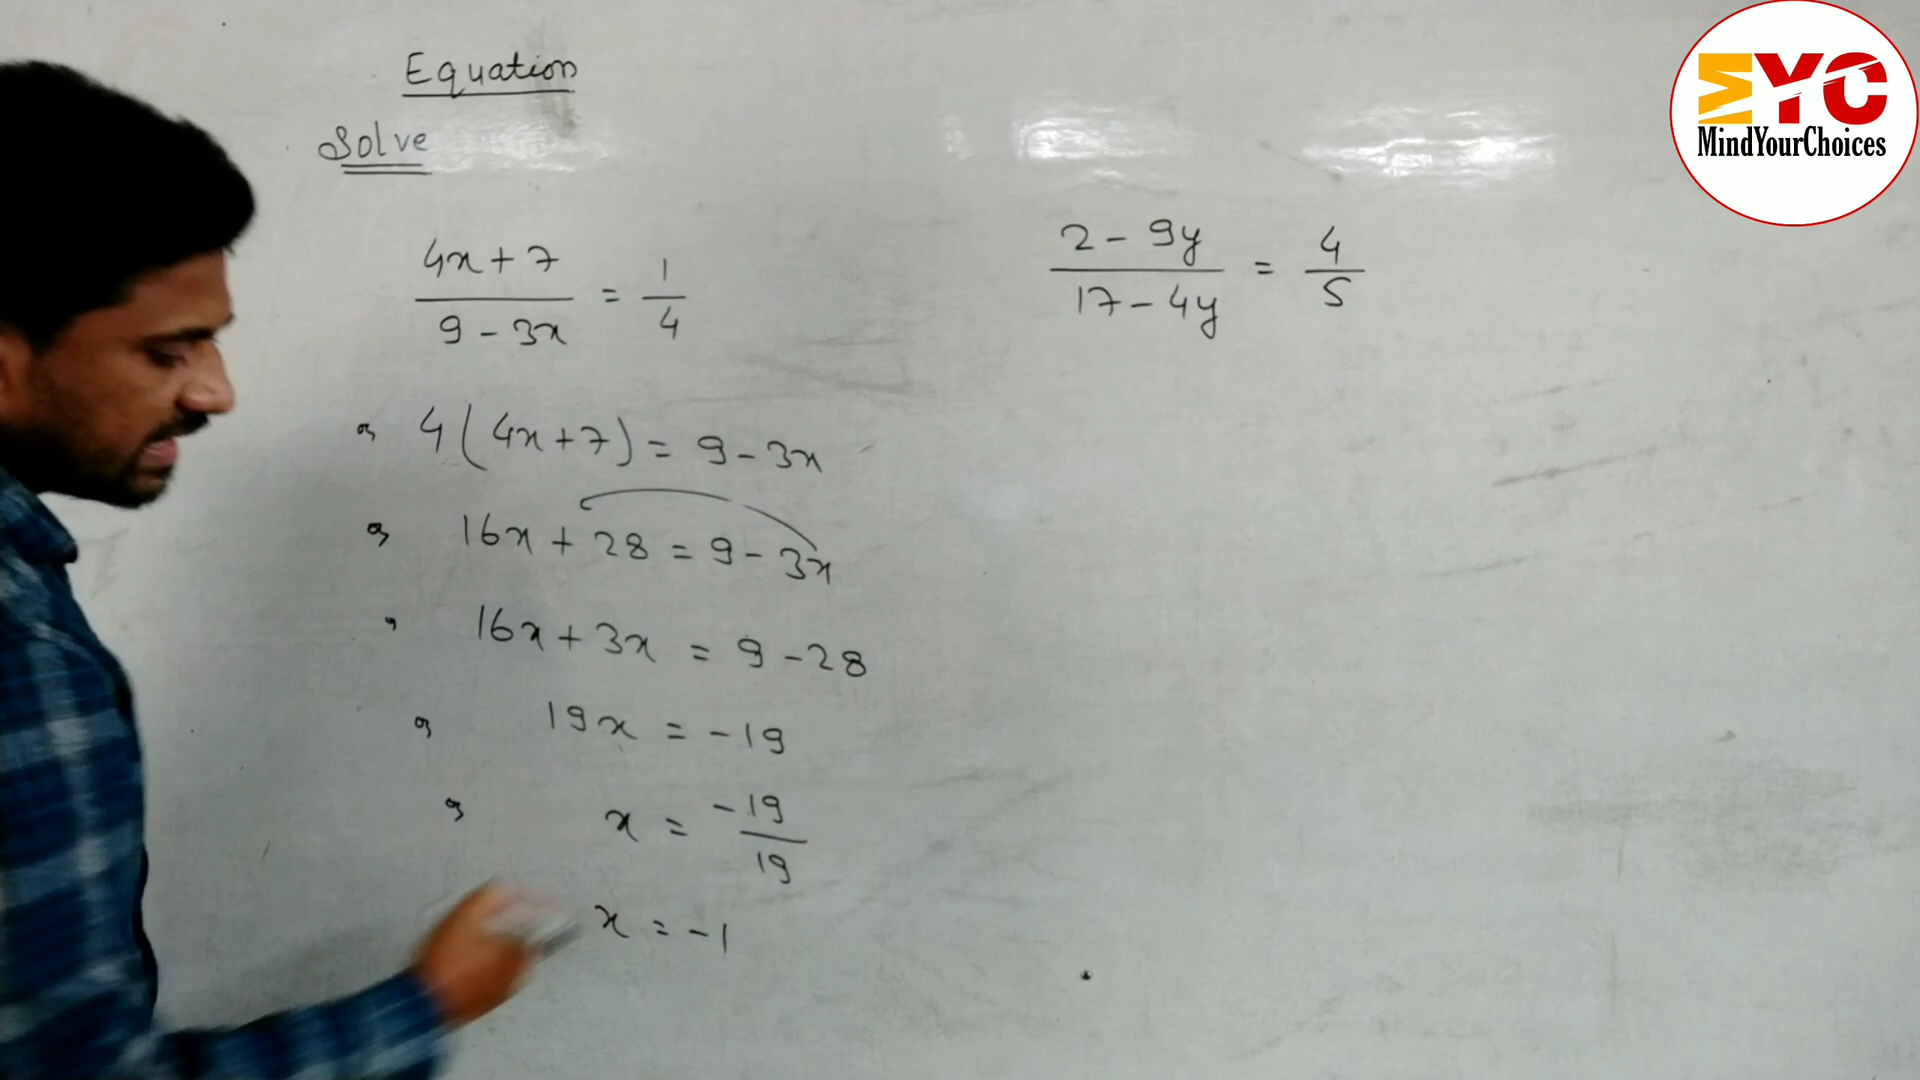 Equation
Solve
4x + 7 / 9 - 3x = 1 / 4
4(4x + 7) = 9 - 3x
16x + 28 = 9 - 3x
16x + 3x = 9 - 28
19x = -19
x = -19 / 19
x = -1
2 - 9y / 17 - 4y = 4 / 5
MYC
MindYourChoices